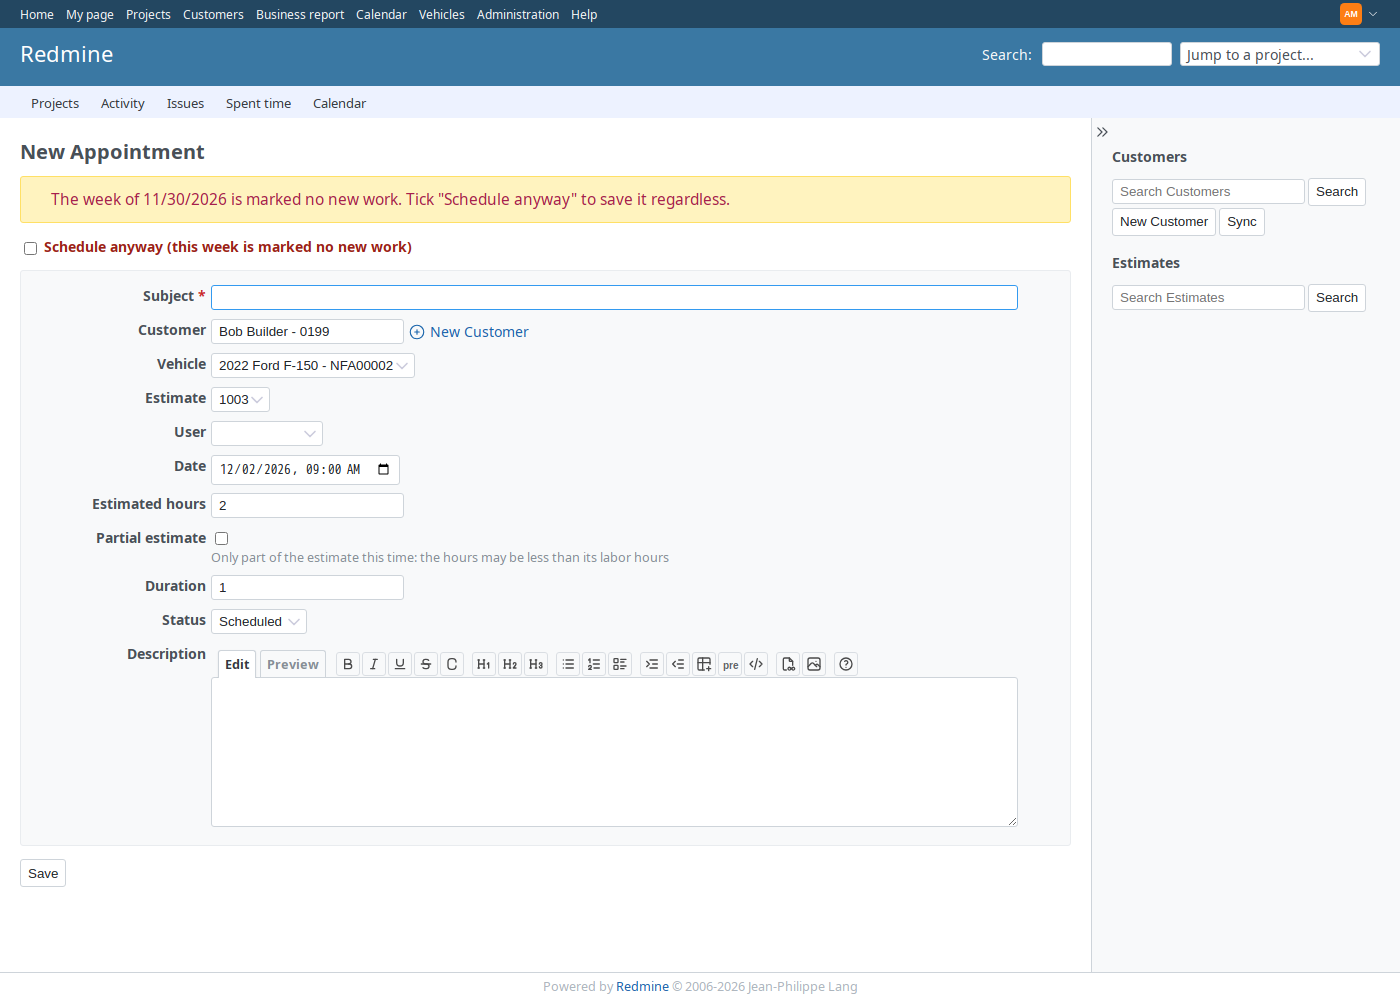 Home My page Projects Customers Business report Calendar Vehicles Administration Help AM
Redmine
Search: Jump to a project...
Projects Activity Issues Spent time Calendar
New Appointment
The week of 11/30/2026 is marked no new work. Tick "Schedule anyway" to save it regardless.
Schedule anyway (this week is marked no new work)
Subject *
Customer Bob Builder - 0199 New Customer
Vehicle 2022 Ford F-150 - NFA00002
Estimate 1003
User
Date 12/02/2026, 09:00 AM
Estimated hours 2
Partial estimate
Only part of the estimate this time: the hours may be less than its labor hours
Duration 1
Status Scheduled
Description Edit Preview B I U S C H1 H2 H3 pre
Save
Customers
Search Customers Search
New Customer Sync
Estimates
Search Estimates Search
Powered by Redmine © 2006-2026 Jean-Philippe Lang